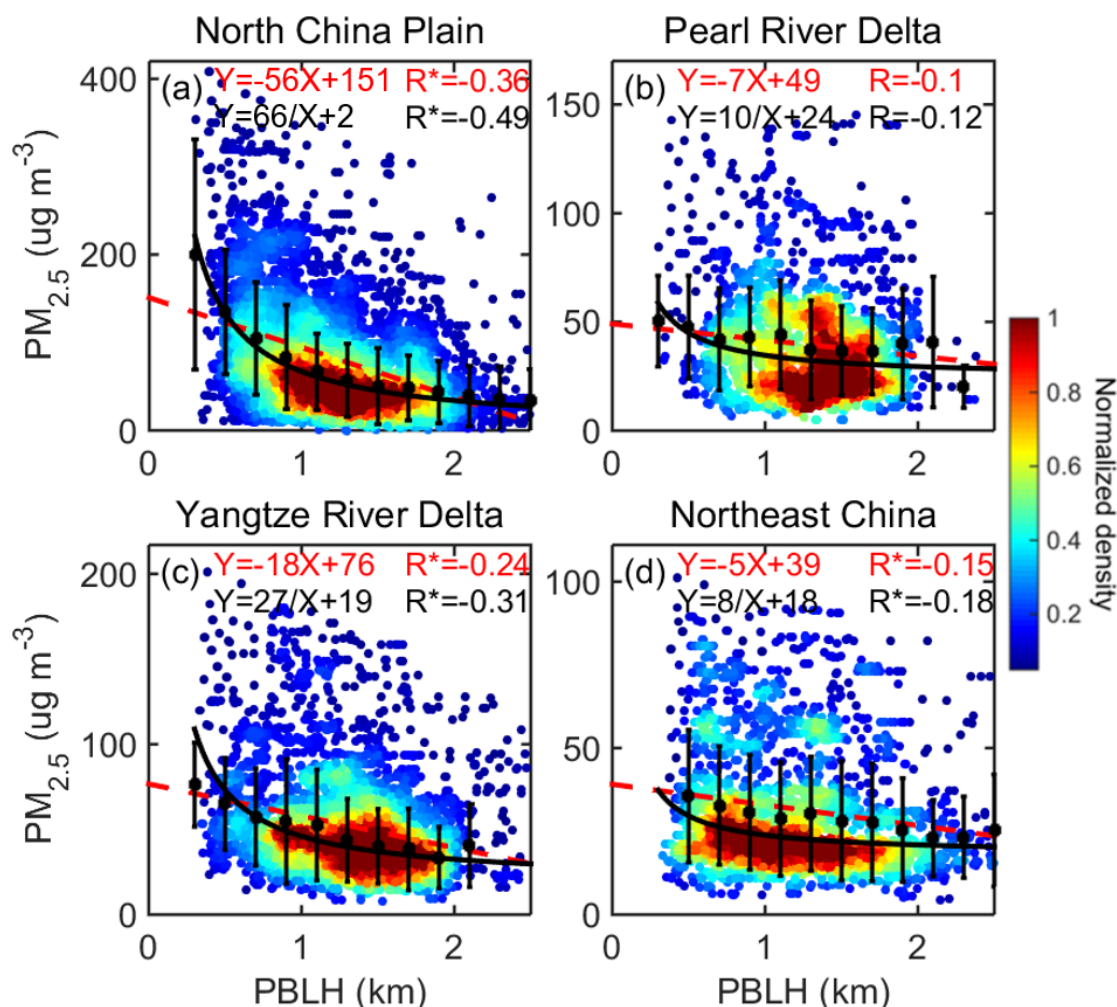 North China Plain
(a) Y=-56X+151 R*=-0.36
Y=66/X+2 R*=-0.49
400
200
0
0 1 2
PM2.5 (ug m-3)
Pearl River Delta
(b) Y=-7X+49 R=-0.1
Y=10/X+24 R=-0.12
150
100
50
0
0 1 2
Yangtze River Delta
(c) Y=-18X+76 R*=-0.24
Y=27/X+19 R*=-0.31
200
100
0
0 1 2
PM2.5 (ug m-3)
PBLH (km)
Northeast China
(d) Y=-5X+39 R*=-0.15
Y=8/X+18 R*=-0.18
100
50
0
0 1 2
PBLH (km)
1
0.8
0.6
0.4
0.2
Normalized density